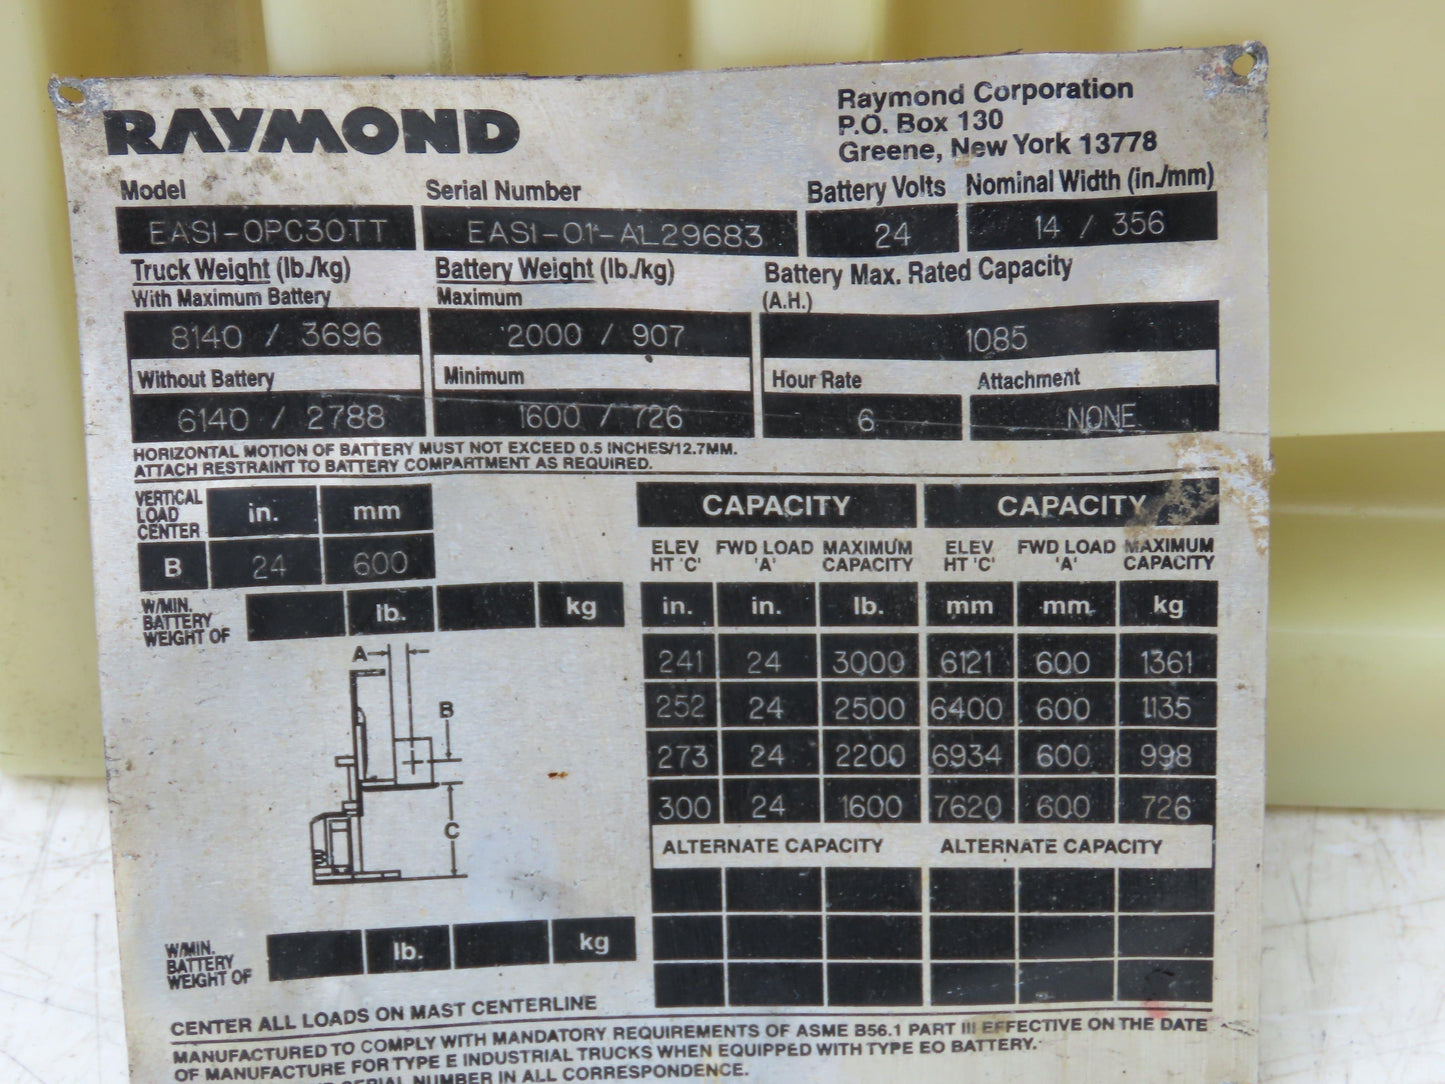 RAYMOND
Raymond Corporation
P.O. Box 130
Greene, New York 13778
Model Serial Number Battery Volts Nominal Width (in./mm)
EASI-OPC30TT EASI-01-AL29683 24 14 / 356
Truck Weight (lb./kg) Battery Weight (lb./kg) Battery Max. Rated Capacity
With Maximum Battery Maximum (A.H.)
8140 / 3696 2000 / 907 1085
Without Battery Minimum Hour Rate Attachment
6140 / 2788 1600 / 726 6 NONE
HORIZONTAL MOTION OF BATTERY MUST NOT EXCEED 0.5 INCHES/12.7MM.
ATTACH RESTRAINT TO BATTERY COMPARTMENT AS REQUIRED.
VERTICAL
LOAD
CENTER
in. mm
B 24 600
W/MIN.
BATTERY
WEIGHT OF
lb. kg
A
B
C
W/MIN.
BATTERY
WEIGHT OF
lb. kg
CAPACITY CAPACITY
ELEV FWD LOAD MAXIMUM ELEV FWD LOAD MAXIMUM
HT 'C' 'A' CAPACITY HT 'C' 'A' CAPACITY
in. in. lb. mm mm kg
241 24 3000 6121 600 1361
252 24 2500 6400 600 1135
273 24 2200 6934 600 998
300 24 1600 7620 600 726
ALTERNATE CAPACITY ALTERNATE CAPACITY
CENTER ALL LOADS ON MAST CENTERLINE
MANUFACTURED TO COMPLY WITH MANDATORY REQUIREMENTS OF ASME B56.1 PART III EFFECTIVE ON THE DATE
OF MANUFACTURE FOR TYPE E INDUSTRIAL TRUCKS WHEN EQUIPPED WITH TYPE EO BATTERY.
SERIAL NUMBER IN ALL CORRESPONDENCE.